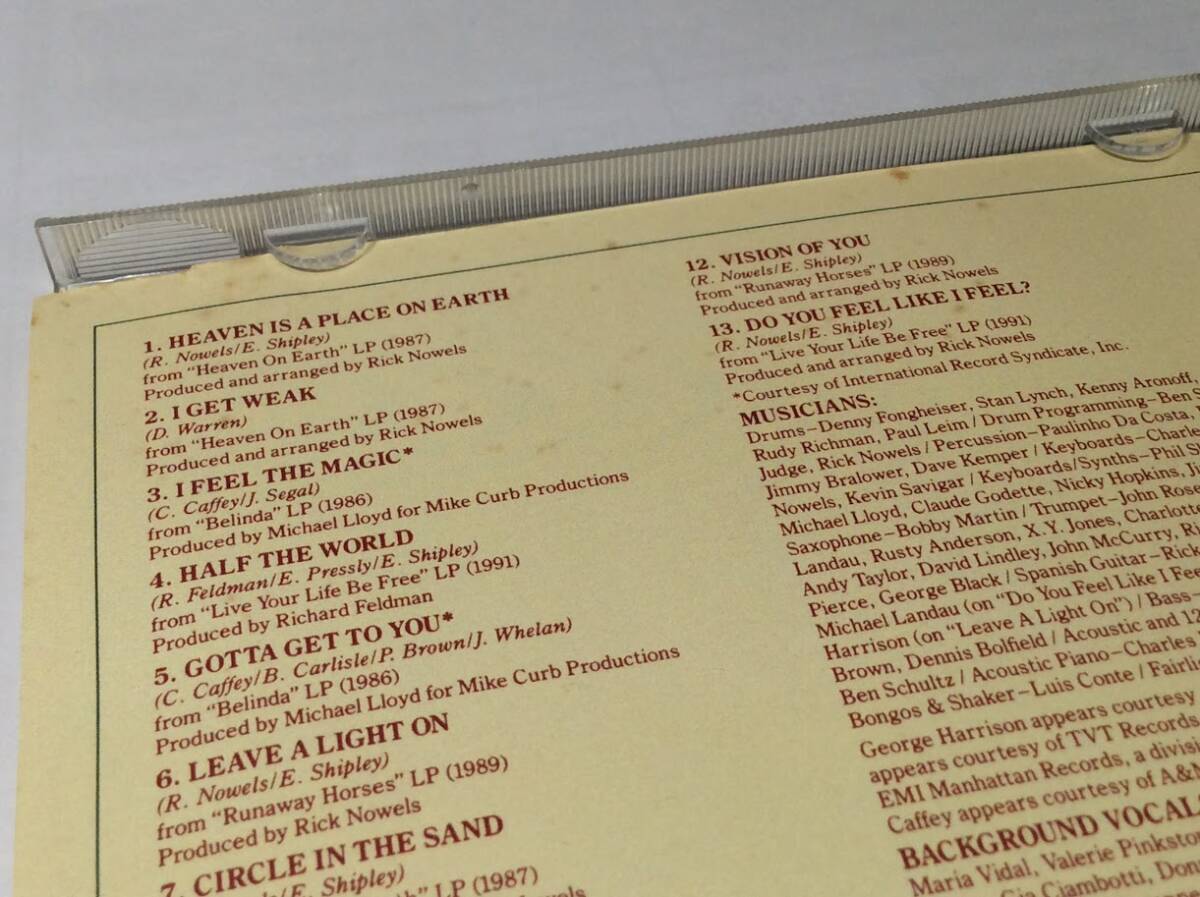 1. HEAVEN IS A PLACE ON EARTH
(R. Nowels/E. Shipley)
from "Heaven On Earth" LP (1987)
Produced and arranged by Rick Nowels
2. I GET WEAK
(D. Warren)
from "Heaven On Earth" LP (1987)
Produced and arranged by Rick Nowels
3. I FEEL THE MAGIC*
(C. Caffey/J. Segal)
from "Belinda" LP (1986)
Produced by Michael Lloyd for Mike Curb Productions
4. HALF THE WORLD
(R. Feldman/E. Pressly/E. Shipley)
from "Live Your Life Be Free" LP (1991)
Produced by Richard Feldman
5. GOTTA GET TO YOU*
(C. Caffey/B. Carlisle/P. Brown/J. Whelan)
from "Belinda" LP (1986)
Produced by Michael Lloyd for Mike Curb Productions
6. LEAVE A LIGHT ON
(R. Nowels/E. Shipley)
from "Runaway Horses" LP (1989)
Produced by Rick Nowels
7. CIRCLE IN THE SAND
/E. Shipley)
Earth" LP (1987)
12. VISION OF YOU
(R. Nowels/E. Shipley)
from "Runaway Horses" LP (1989)
Produced and arranged by Rick Nowels
13. DO YOU FEEL LIKE I FEEL?
(R. Nowels/E. Shipley)
from "Live Your Life Be Free" LP (1991)
Produced and arranged by Rick Nowels
*Courtesy of International Record Syndicate, Inc.
MUSICIANS:
Drums–Denny Fongheiser, Stan Lynch, Kenny Aronoff,
Rudy Richman, Paul Leim / Drum Programming–Ben S
Judge, Rick Nowels / Percussion–Paulinho Da Costa,
Jimmy Bralower, Dave Kemper / Keyboards–Charle
Nowels, Kevin Savigar / Keyboards/Synths–Phil S
Michael Lloyd, Claude Godette, Nicky Hopkins, J
Saxophone–Bobby Martin / Trumpet–John Rose
Landau, Rusty Anderson, X.Y. Jones, Charlotte
Andy Taylor, David Lindley, John McCurry, Ri
Pierce, George Black / Spanish Guitar–Rick
Michael Landau (on "Do You Feel Like I Fee
Harrison (on "Leave A Light On") / Bass–
Brown, Dennis Bolfield / Acoustic and 12
Ben Schultz / Acoustic Piano–Charles
Bongos & Shaker–Luis Conte / Fairli
George Harrison appears courtesy
appears courtesy of TVT Records
EMI Manhattan Records, a divisi
Caffey appears courtesy of A&M
BACKGROUND VOCALS
Maria Vidal, Valerie Pinksto
Gia Ciambotti, Don